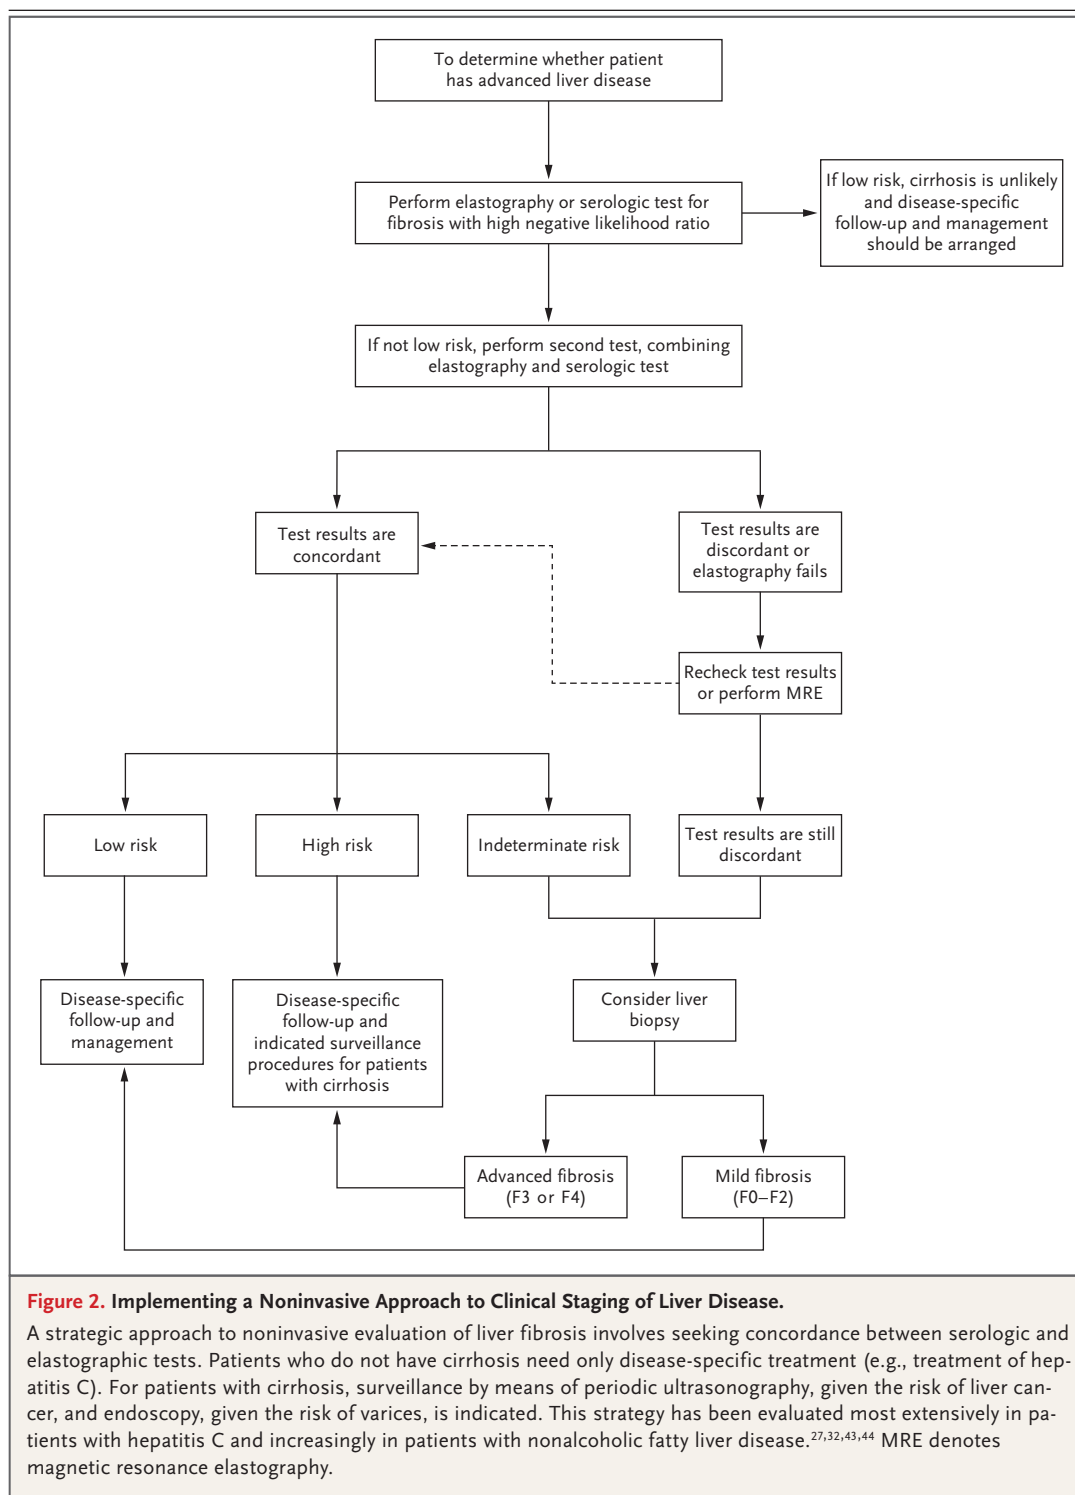 To determine whether patient
has advanced liver disease
Perform elastography or serologic test for
fibrosis with high negative likelihood ratio
If low risk, cirrhosis is unlikely
and disease-specific
follow-up and management
should be arranged
If not low risk, perform second test, combining
elastography and serologic test
Test results are
concordant
Test results are
discordant or
elastography fails
Recheck test results
or perform MRE
Low risk
High risk
Indeterminate risk
Test results are still
discordant
Disease-specific
follow-up and
management
Disease-specific
follow-up and
indicated surveillance
procedures for patients
with cirrhosis
Consider liver
biopsy
Advanced fibrosis
(F3 or F4)
Mild fibrosis
(F0–F2)
Figure 2. Implementing a Noninvasive Approach to Clinical Staging of Liver Disease.
A strategic approach to noninvasive evaluation of liver fibrosis involves seeking concordance between serologic and
elastographic tests. Patients who do not have cirrhosis need only disease-specific treatment (e.g., treatment of hep-
atitis C). For patients with cirrhosis, surveillance by means of periodic ultrasonography, given the risk of liver can-
cer, and endoscopy, given the risk of varices, is indicated. This strategy has been evaluated most extensively in pa-
tients with hepatitis C and increasingly in patients with nonalcoholic fatty liver disease.27,32,43,44 MRE denotes
magnetic resonance elastography.